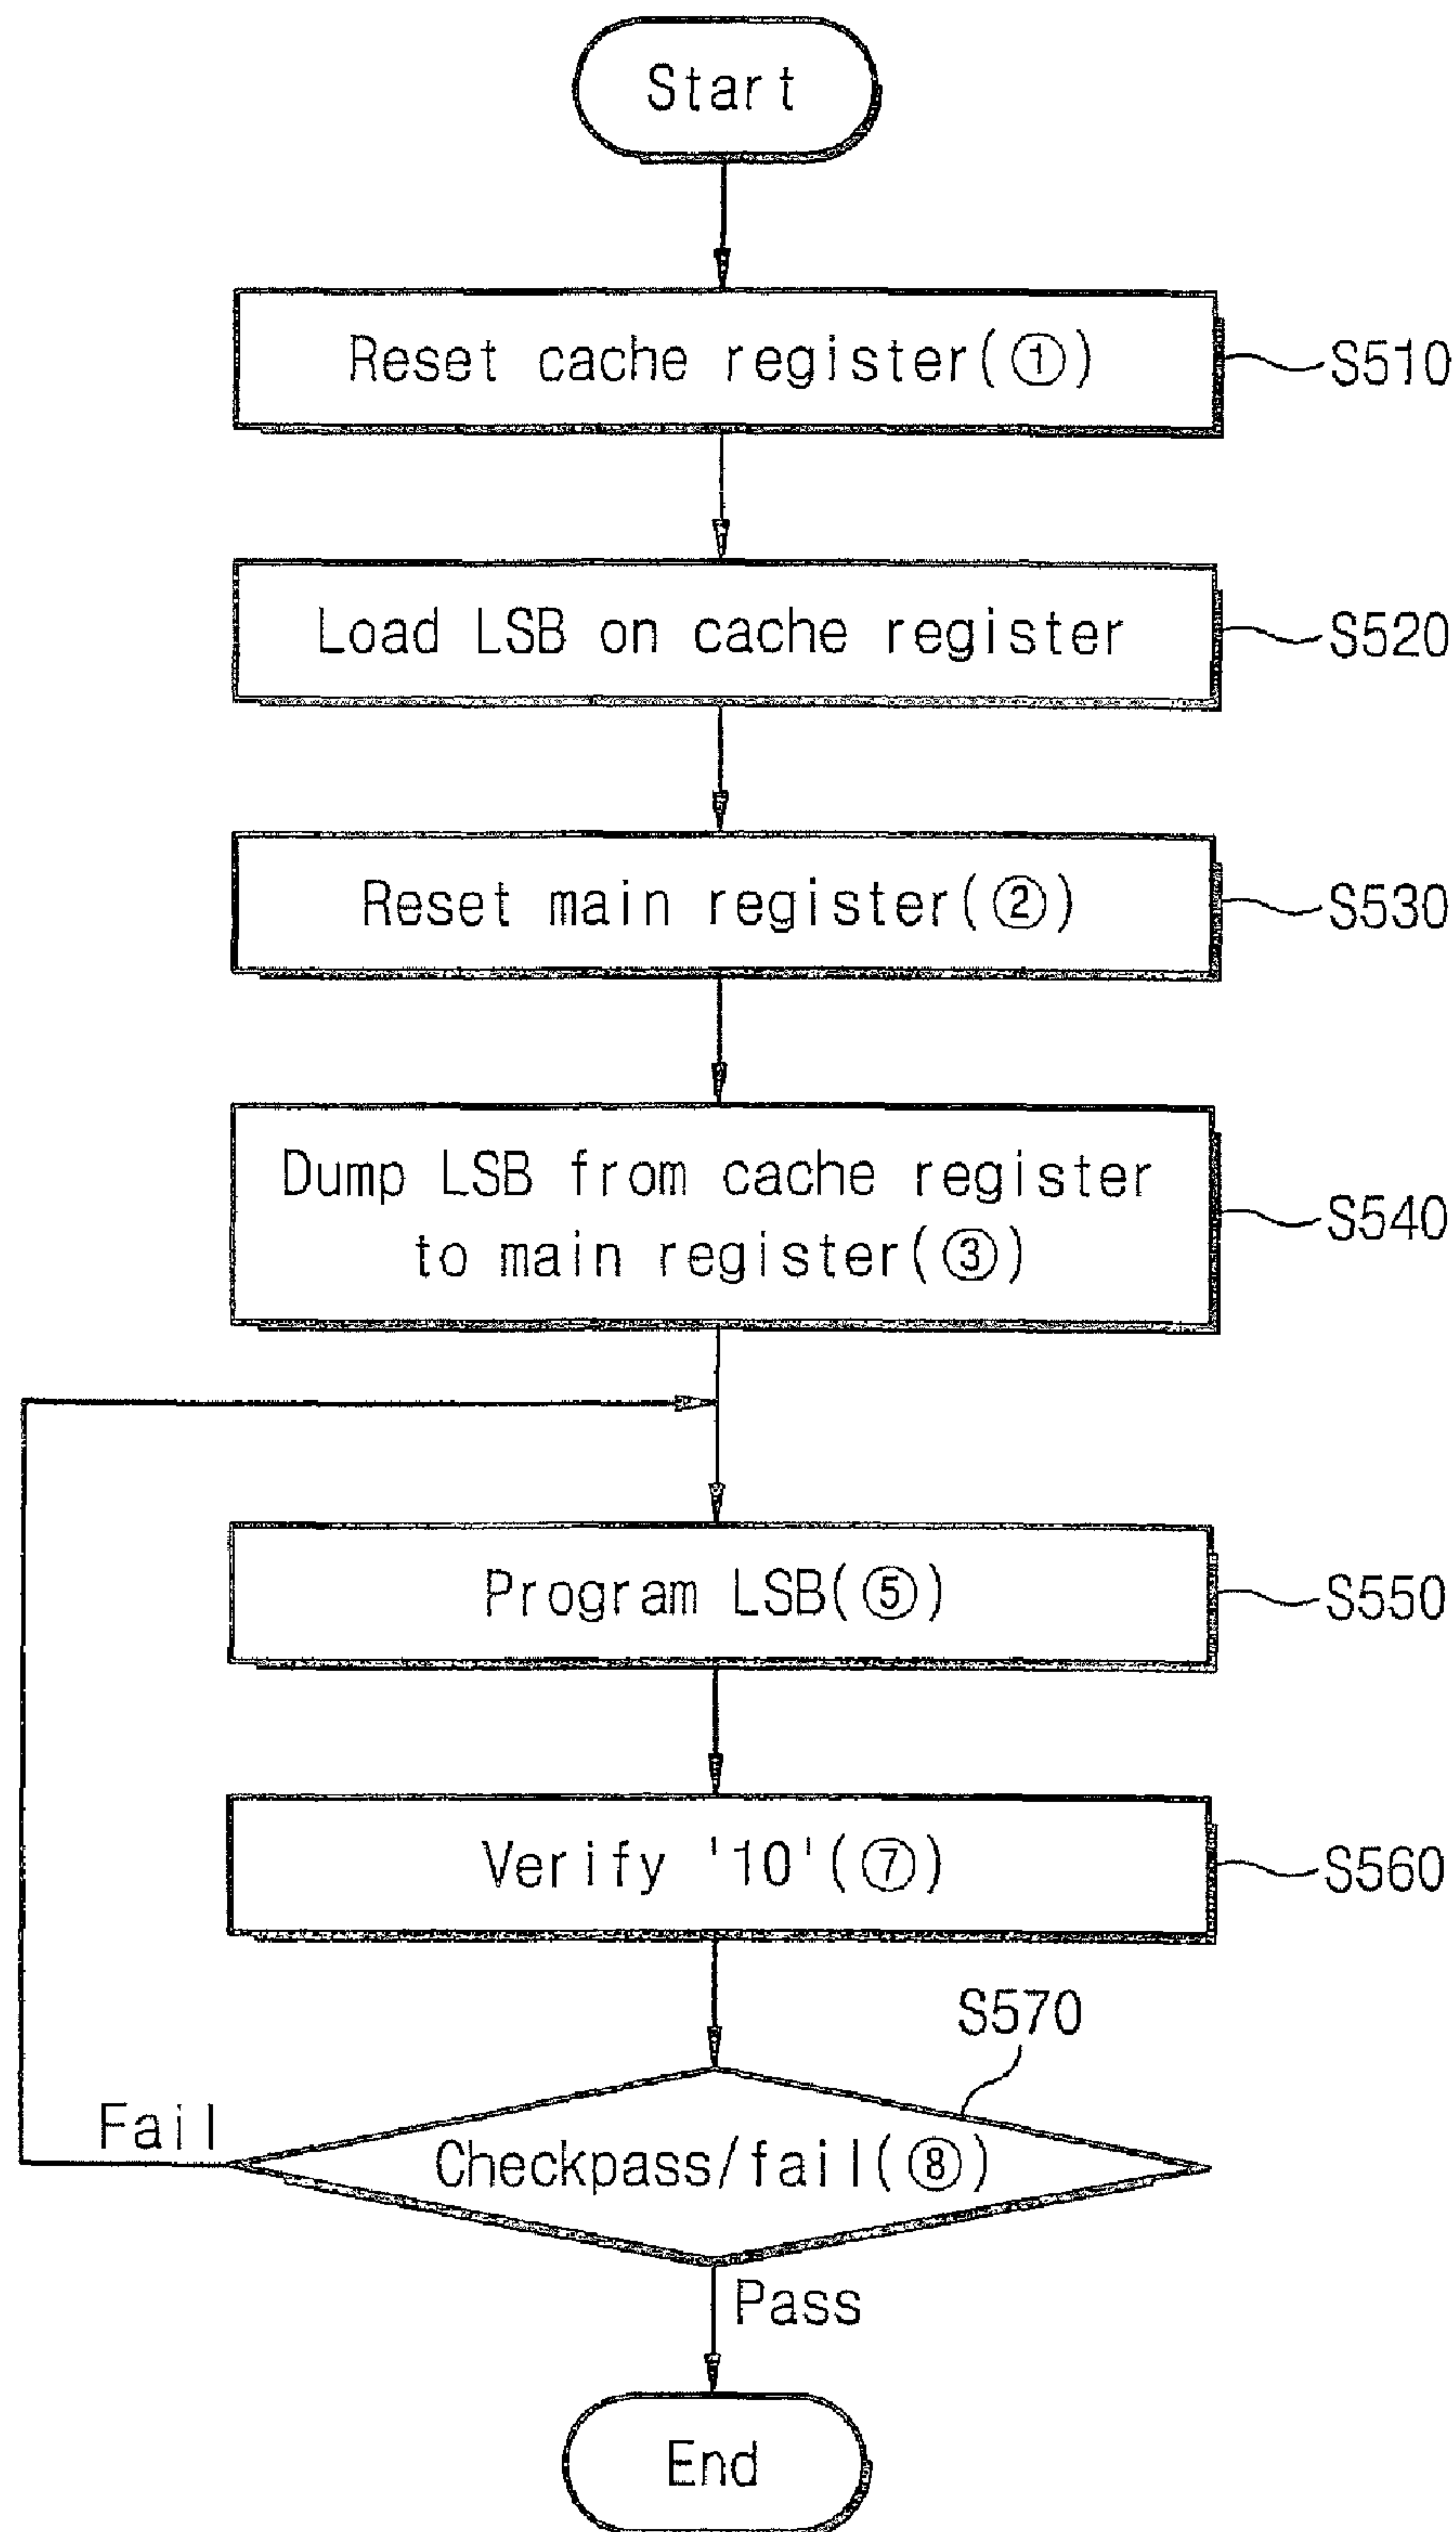 Start
Reset cache register(①)
S510
Load LSB on cache register
S520
Reset main register(②)
S530
Dump LSB from cache register
to main register(③)
S540
Program LSB(⑤)
S550
Verify '10'(⑦)
S560
S570
Fail
Checkpass/fail(⑧)
Pass
End